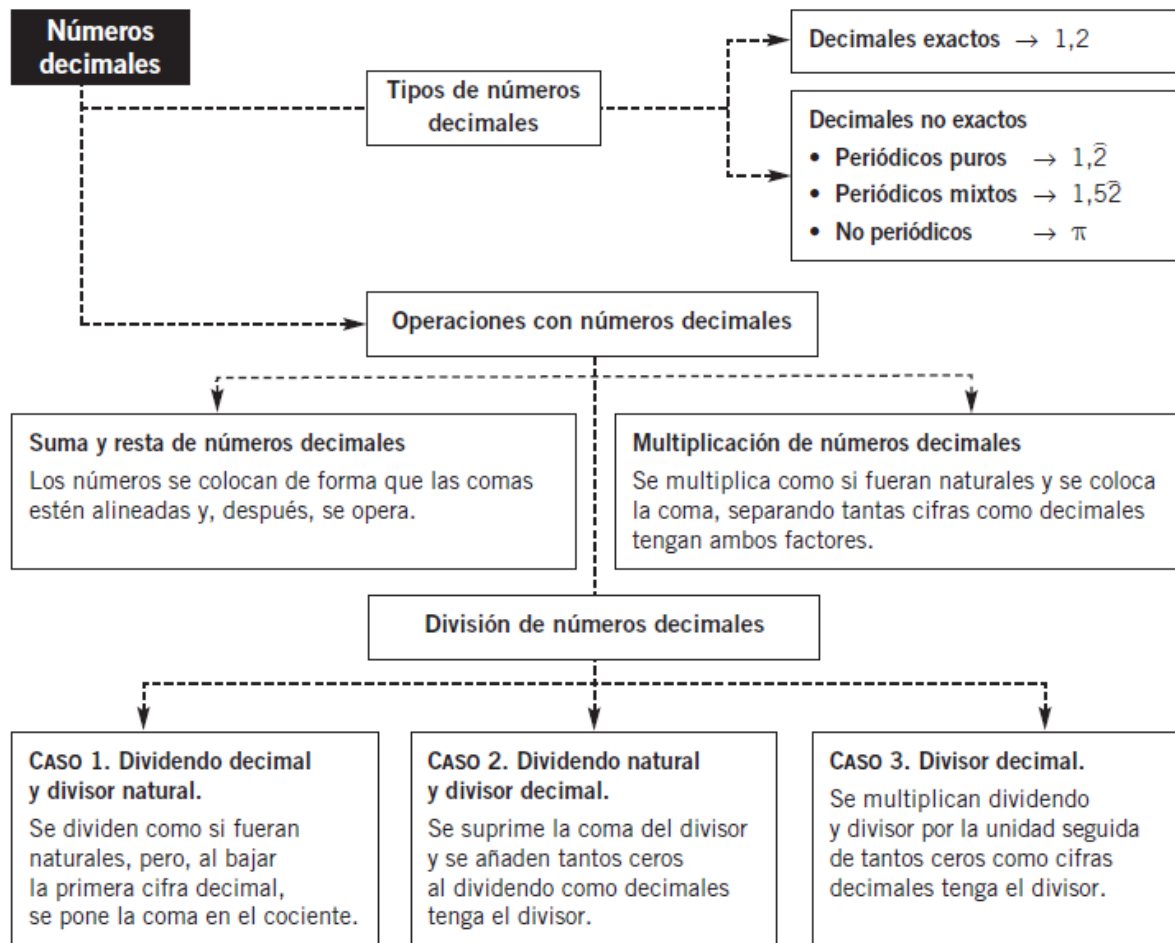 Números
decimales
Tipos de números
decimales
Decimales exactos → 1,2
Decimales no exactos
• Periódicos puros → 1,2̄
• Periódicos mixtos → 1,52̄
• No periódicos → π
Operaciones con números decimales
Suma y resta de números decimales
Los números se colocan de forma que las comas
estén alineadas y, después, se opera.
Multiplicación de números decimales
Se multiplica como si fueran naturales y se coloca
la coma, separando tantas cifras como decimales
tengan ambos factores.
División de números decimales
CASO 1. Dividendo decimal
y divisor natural.
Se dividen como si fueran
naturales, pero, al bajar
la primera cifra decimal,
se pone la coma en el cociente.
CASO 2. Dividendo natural
y divisor decimal.
Se suprime la coma del divisor
y se añaden tantos ceros
al dividendo como decimales
tenga el divisor.
CASO 3. Divisor decimal.
Se multiplican dividendo
y divisor por la unidad seguida
de tantos ceros como cifras
decimales tenga el divisor.